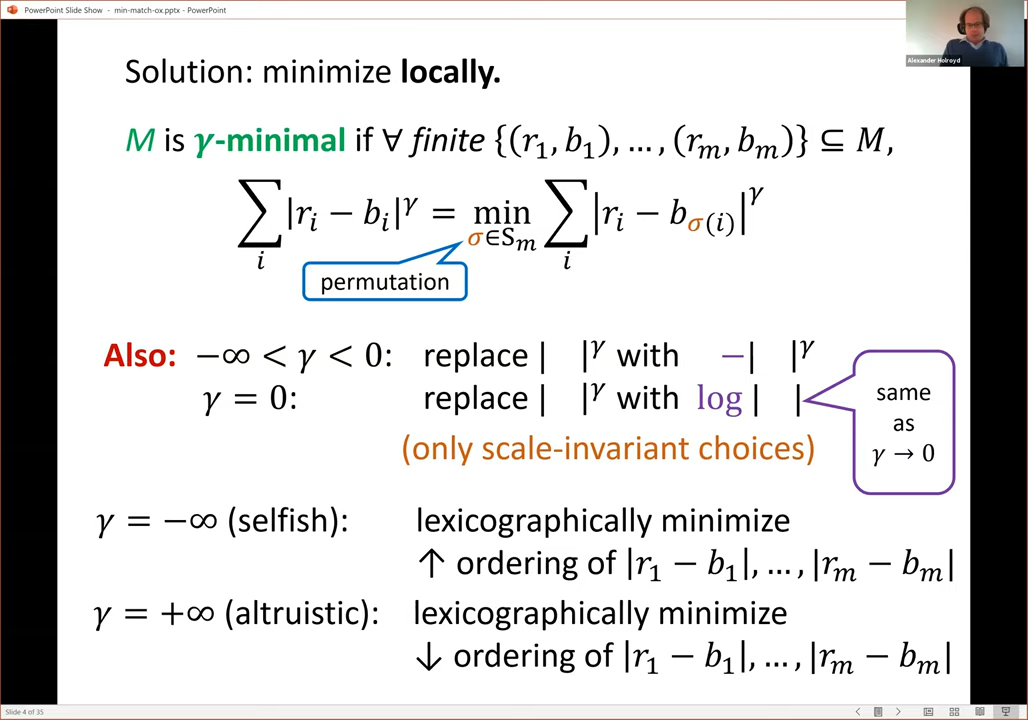 PowerPoint Slide Show - min-match-ox.pptx - PowerPoint
Alexander Holroyd
Solution: minimize locally.
M is γ-minimal if ∀ finite {(r₁, b₁), …, (rₘ, bₘ)} ⊆ M,
∑ᵢ |rᵢ − bᵢ|^γ = min_{σ∈Sₘ} ∑ᵢ |rᵢ − b_{σ(i)}|^γ
permutation
Also: −∞ < γ < 0: replace | |^γ with −| |^γ
γ = 0: replace | |^γ with log | |
same
as
γ → 0
(only scale-invariant choices)
γ = −∞ (selfish): lexicographically minimize
↑ ordering of |r₁ − b₁|, …, |rₘ − bₘ|
γ = +∞ (altruistic): lexicographically minimize
↓ ordering of |r₁ − b₁|, …, |rₘ − bₘ|
Slide 4 of 35